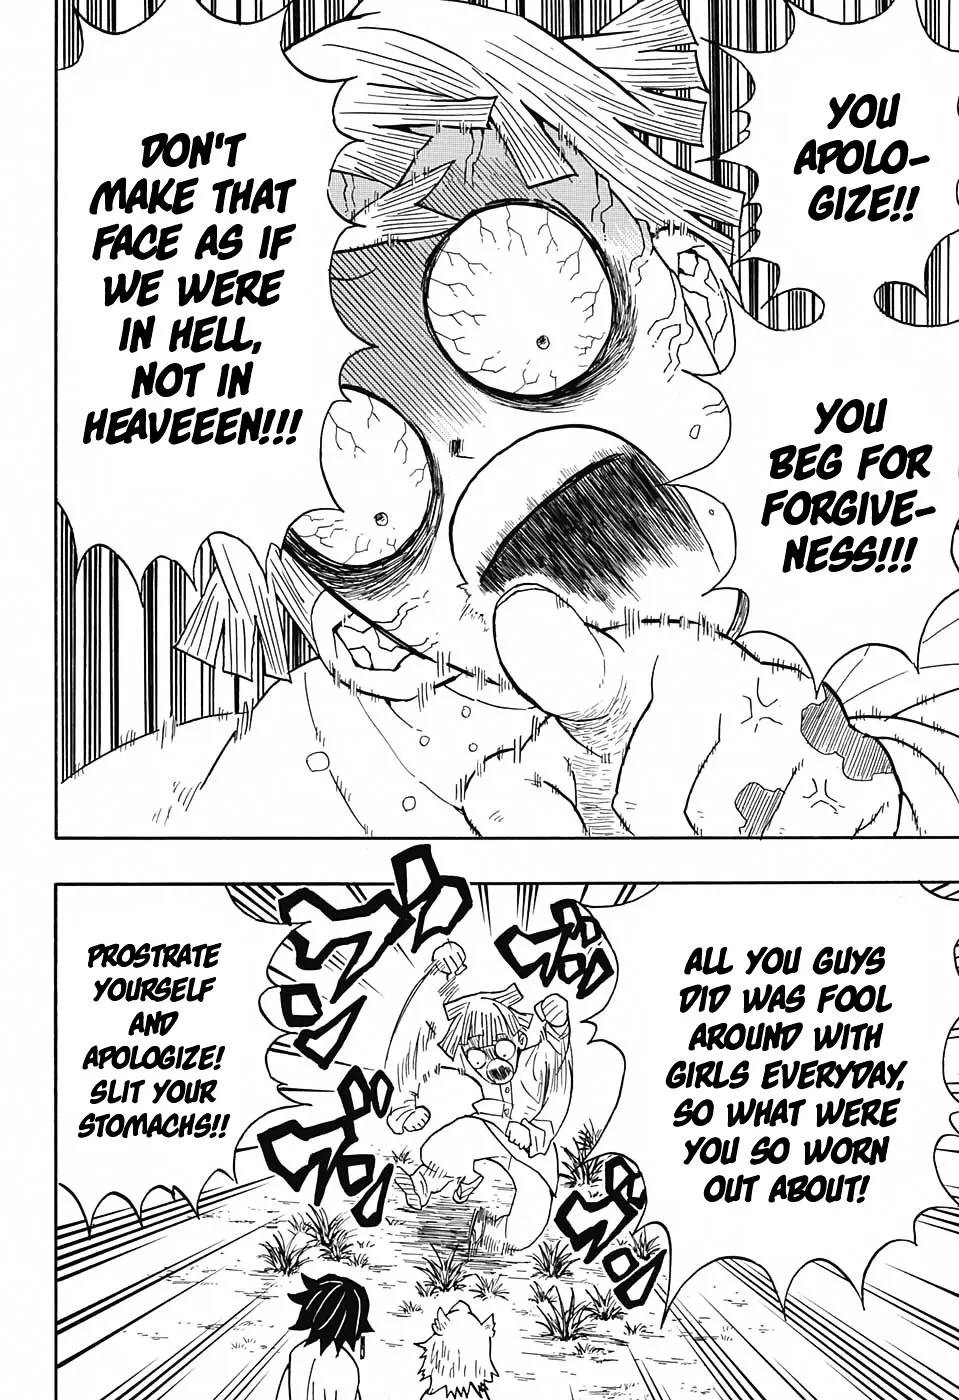 YOU
APOLO-
GIZE!!
YOU
BEG FOR
FORGIVE-
NESS!!!
DON'T
MAKE THAT
FACE AS IF
WE WERE
IN HELL,
NOT IN
HEAVEEEN!!!
ALL YOU GUYS
DID WAS FOOL
AROUND WITH
GIRLS EVERYDAY,
SO WHAT WERE
YOU SO WORN
OUT ABOUT!
PROSTRATE
YOURSELF
AND
APOLOGIZE!
SLIT YOUR
STOMACHS!!